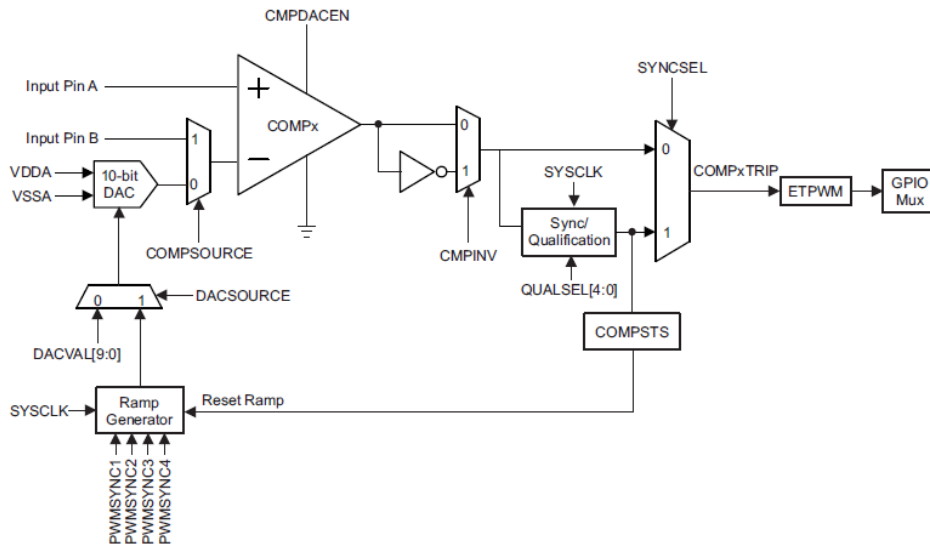 CMPDACEN
SYNCSEL
Input Pin A
+
COMPx
Input Pin B
1
0
−
VDDA
VSSA
10-bit
DAC
0
1
SYSCLK
0
COMPxTRIP
ETPWM
GPIO
Mux
Sync/
Qualification
1
COMPSOURCE
CMPINV
QUALSEL[4:0]
0
1
DACSOURCE
COMPSTS
DACVAL[9:0]
SYSCLK
Ramp
Generator
Reset Ramp
PWMSYNC1
PWMSYNC2
PWMSYNC3
PWMSYNC4